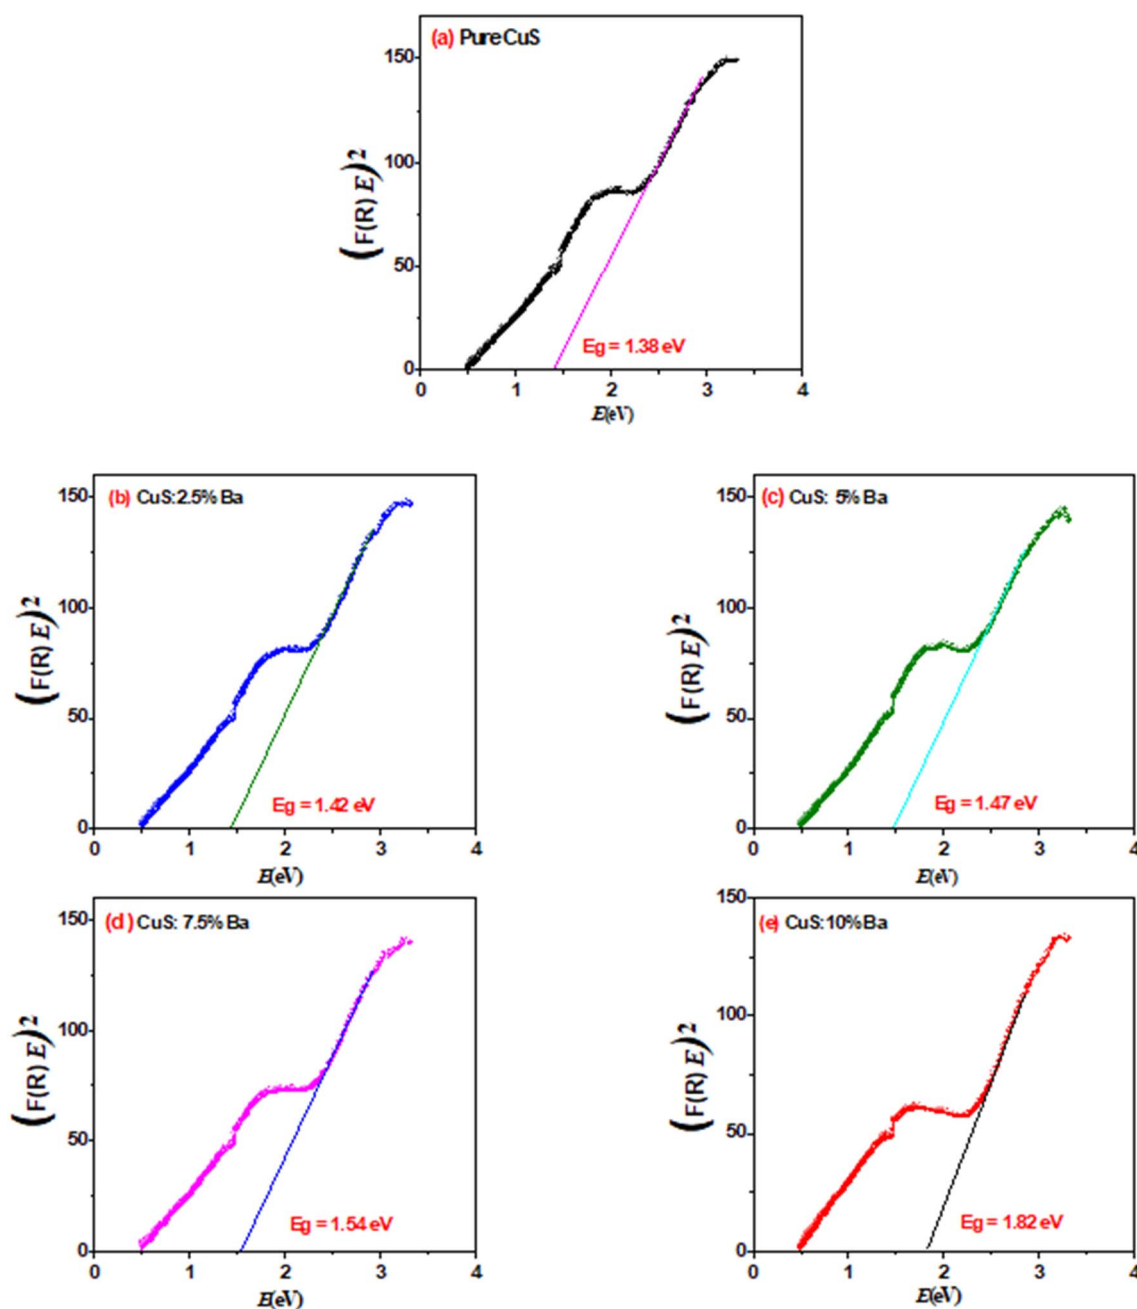 (a) Pure CuS
150
100
50
0
(F(R) E)2
Eg = 1.38 eV
0 1 2 3 4
E(eV)
(b) CuS:2.5% Ba
150
100
50
0
(F(R) E)2
Eg = 1.42 eV
0 1 2 3 4
E(eV)
(c) CuS: 5% Ba
150
100
50
0
(F(R) E)2
Eg = 1.47 eV
0 1 2 3 4
E(eV)
(d) CuS: 7.5% Ba
150
100
50
0
(F(R) E)2
Eg = 1.54 eV
0 1 2 3 4
E(eV)
(e) CuS:10% Ba
150
100
50
0
(F(R) E)2
Eg = 1.82 eV
0 1 2 3 4
E(eV)